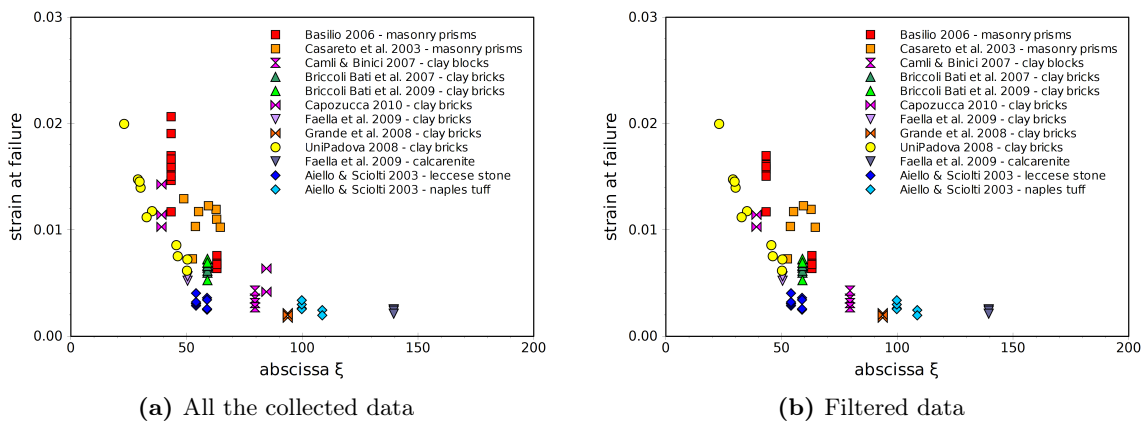 0.03
0.02
0.01
0.00
strain at failure
0
50
100
150
200
abscissa ξ
Basilio 2006 - masonry prisms
Casareto et al. 2003 - masonry prisms
Camli & Binici 2007 - clay blocks
Briccoli Bati et al. 2007 - clay bricks
Briccoli Bati et al. 2009 - clay bricks
Capozucca 2010 - clay bricks
Faella et al. 2009 - clay bricks
Grande et al. 2008 - clay bricks
UniPadova 2008 - clay bricks
Faella et al. 2009 - calcarenite
Aiello & Sciolti 2003 - leccese stone
Aiello & Sciolti 2003 - naples tuff
(a) All the collected data
0.03
0.02
0.01
0.00
strain at failure
0
50
100
150
200
abscissa ξ
Basilio 2006 - masonry prisms
Casareto et al. 2003 - masonry prisms
Camli & Binici 2007 - clay blocks
Briccoli Bati et al. 2007 - clay bricks
Briccoli Bati et al. 2009 - clay bricks
Capozucca 2010 - clay bricks
Faella et al. 2009 - clay bricks
Grande et al. 2008 - clay bricks
UniPadova 2008 - clay bricks
Faella et al. 2009 - calcarenite
Aiello & Sciolti 2003 - leccese stone
Aiello & Sciolti 2003 - naples tuff
(b) Filtered data